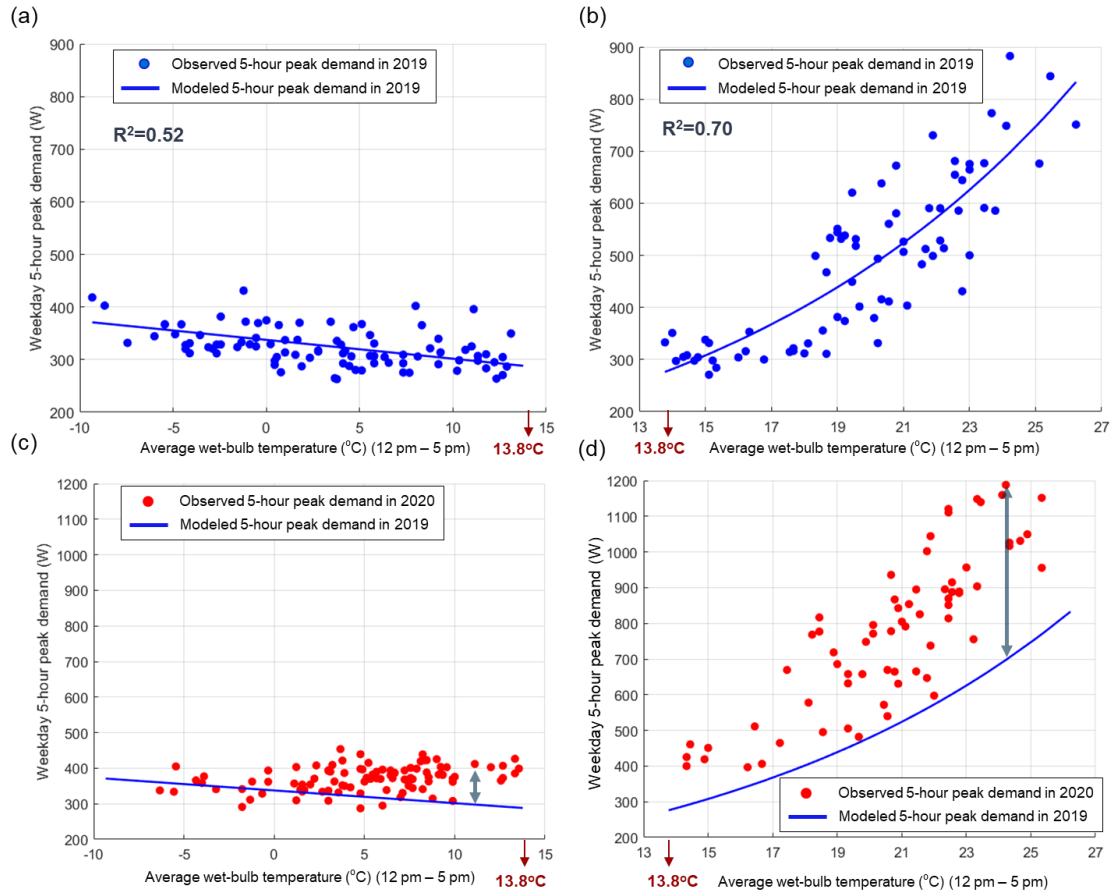 (a)
Weekday 5-hour peak demand (W)
900
800
700
600
500
400
300
200
Observed 5-hour peak demand in 2019
Modeled 5-hour peak demand in 2019
R²=0.52
-10
-5
0
5
10
15
Average wet-bulb temperature (°C) (12 pm – 5 pm)
13.8°C
(b)
Weekday 5-hour peak demand (W)
900
800
700
600
500
400
300
200
Observed 5-hour peak demand in 2019
Modeled 5-hour peak demand in 2019
R²=0.70
13
15
17
19
21
23
25
27
13.8°C
Average wet-bulb temperature (°C) (12 pm – 5 pm)
(c)
Weekday 5-hour peak demand (W)
1200
1100
1000
900
800
700
600
500
400
300
200
Observed 5-hour peak demand in 2020
Modeled 5-hour peak demand in 2019
-10
-5
0
5
10
15
Average wet-bulb temperature (°C) (12 pm – 5 pm)
13.8°C
(d)
Weekday 5-hour peak demand (W)
1200
1100
1000
900
800
700
600
500
400
300
200
Observed 5-hour peak demand in 2020
Modeled 5-hour peak demand in 2019
13
15
17
19
21
23
25
27
13.8°C
Average wet-bulb temperature (°C) (12 pm – 5 pm)